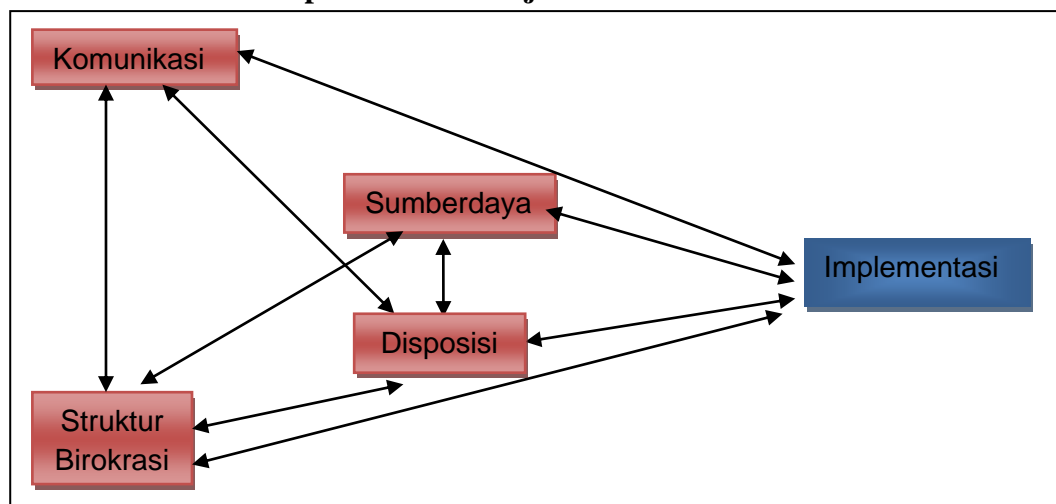 Komunikasi
Sumberdaya
Implementasi
Disposisi
Struktur
Birokrasi